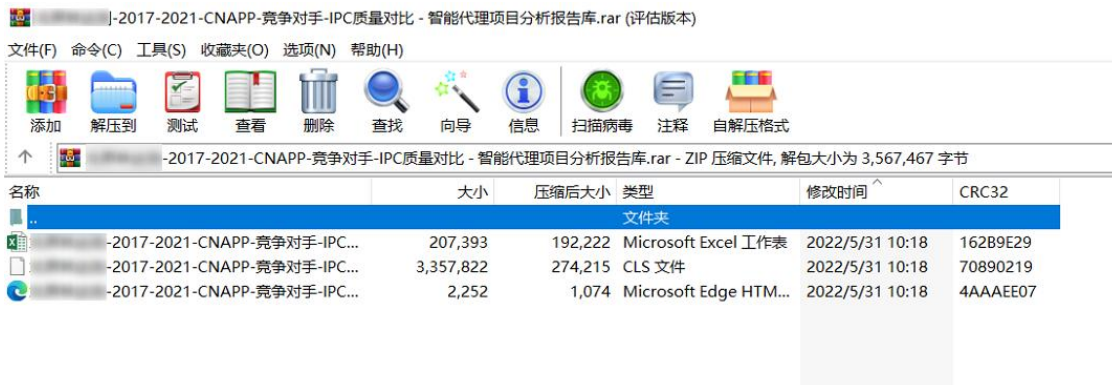 -2017-2021-CNAPP-竞争对手-IPC质量对比 - 智能代理项目分析报告库.rar (评估版本)
文件(F) 命令(C) 工具(S) 收藏夹(O) 选项(N) 帮助(H)
添加 解压到 测试 查看 删除 查找 向导 信息 扫描病毒 注释 自解压格式
-2017-2021-CNAPP-竞争对手-IPC质量对比 - 智能代理项目分析报告库.rar - ZIP 压缩文件, 解包大小为 3,567,467 字节
名称 大小 压缩后大小 类型 修改时间 CRC32
.. 文件夹
-2017-2021-CNAPP-竞争对手-IPC... 207,393 192,222 Microsoft Excel 工作表 2022/5/31 10:18 162B9E29
-2017-2021-CNAPP-竞争对手-IPC... 3,357,822 274,215 CLS 文件 2022/5/31 10:18 70890219
-2017-2021-CNAPP-竞争对手-IPC... 2,252 1,074 Microsoft Edge HTM... 2022/5/31 10:18 4AAAEE07